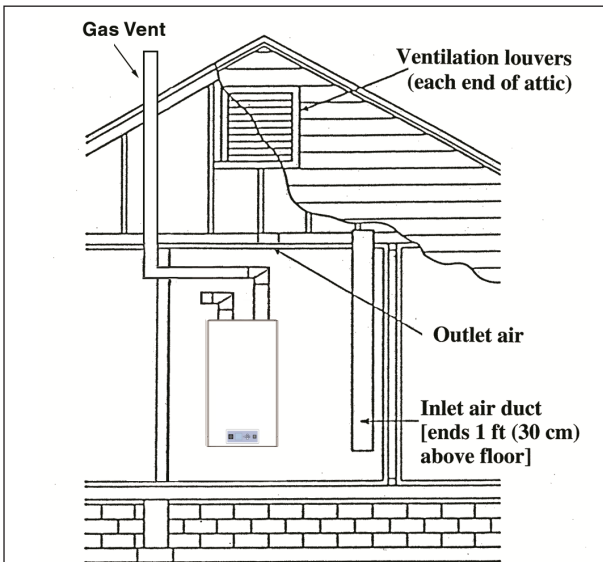 Gas Vent
Ventilation louvers
(each end of attic)
Outlet air
Inlet air duct
[ends 1 ft (30 cm)
above floor]